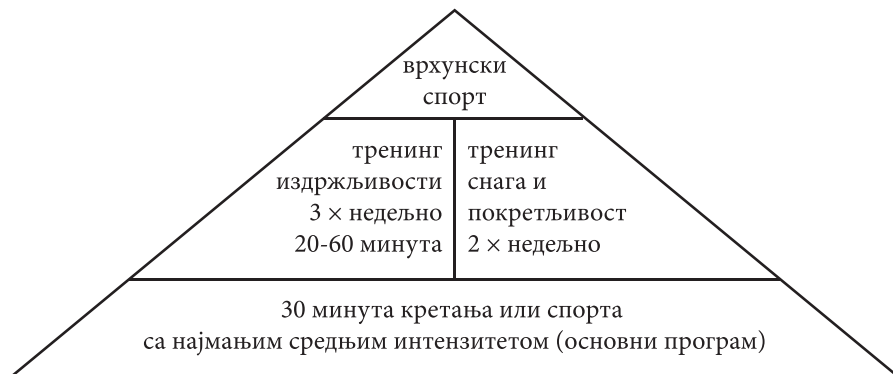 врхунски
спорт
тренинг
издржљивости
3 × недељно
20-60 минута
тренинг
снага и
покретљивост
2 × недељно
30 минута кретања или спорта
са најмањим средњим интензитетом (основни програм)